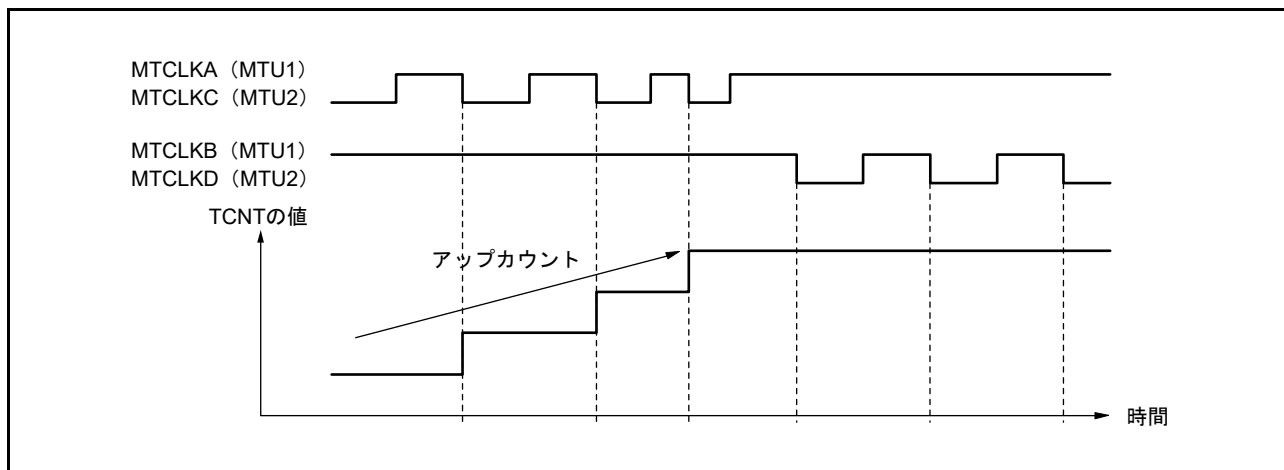 MTCLKA（MTU1）
MTCLKC（MTU2）
MTCLKB（MTU1）
MTCLKD（MTU2）
TCNTの値
アップカウント
時間